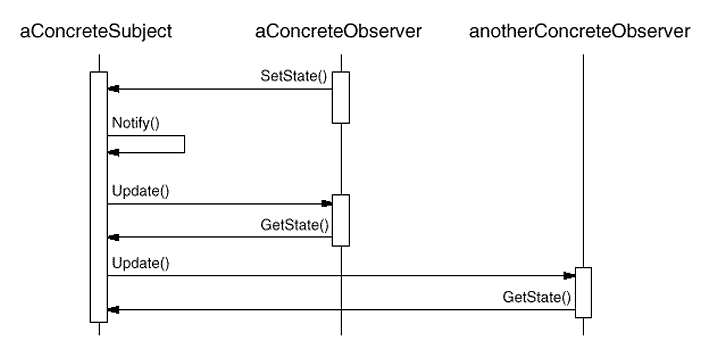 aConcreteSubject aConcreteObserver anotherConcreteObserver
SetState()
Notify()
Update()
GetState()
Update()
GetState()